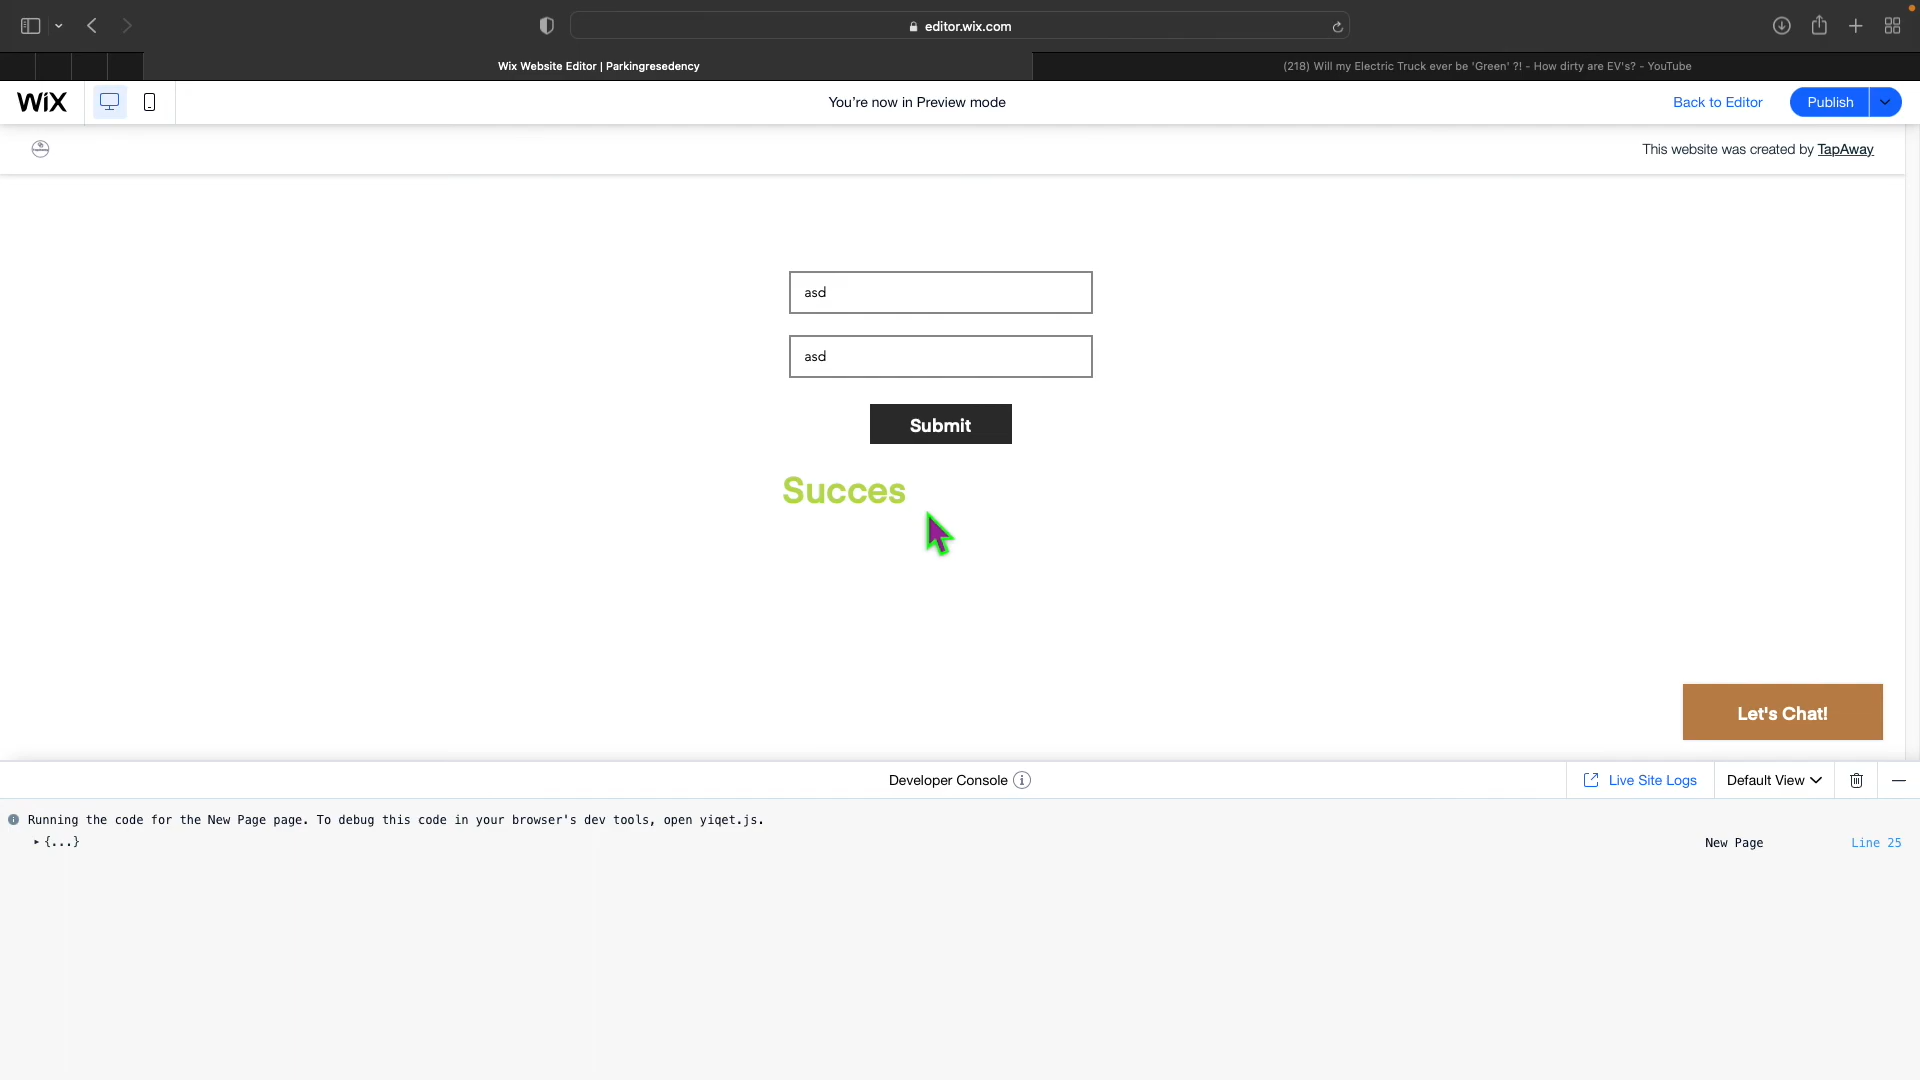 editor.wix.com
Wix Website Editor | Parkingresedency
(218) Will my Electric Truck ever be 'Green' ?! - How dirty are EV's? - YouTube
WiX
You're now in Preview mode
Back to Editor
Publish
This website was created by TapAway
asd
asd
Submit
Succes
Let's Chat!
Developer Console
Live Site Logs
Default View
Running the code for the New Page page. To debug this code in your browser's dev tools, open yiqet.js.
{...}
New Page
Line 25